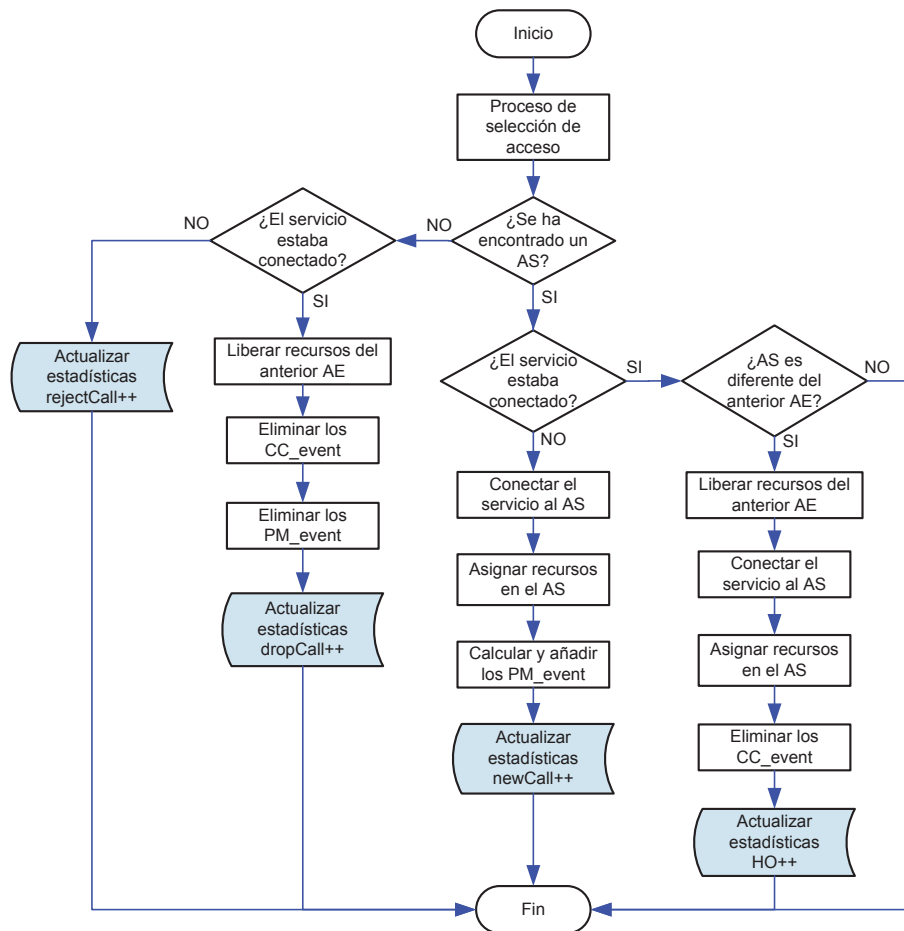 Inicio
Proceso de
selección de
acceso
¿Se ha
encontrado un
AS?
NO
SI
¿El servicio
estaba
conectado?
NO
SI
Actualizar
estadísticas
rejectCall++
Liberar recursos del
anterior AE
Eliminar los
CC_event
Eliminar los
PM_event
Actualizar
estadísticas
dropCall++
¿El servicio
estaba
conectado?
SI
NO
Conectar el
servicio al AS
Asignar recursos
en el AS
Calcular y añadir
los PM_event
Actualizar
estadísticas
newCall++
¿AS es
diferente del
anterior AE?
NO
SI
Liberar recursos del
anterior AE
Conectar el
servicio al AS
Asignar recursos
en el AS
Eliminar los
CC_event
Actualizar
estadísticas
HO++
Fin